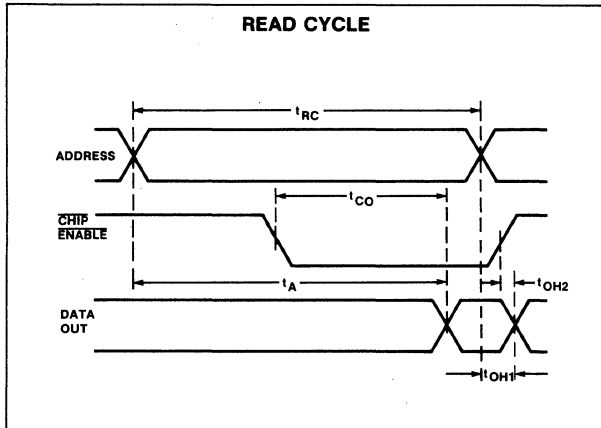 READ CYCLE
tRC
ADDRESS
tCO
CHIP
ENABLE
tA
tOH2
DATA
OUT
tOH1